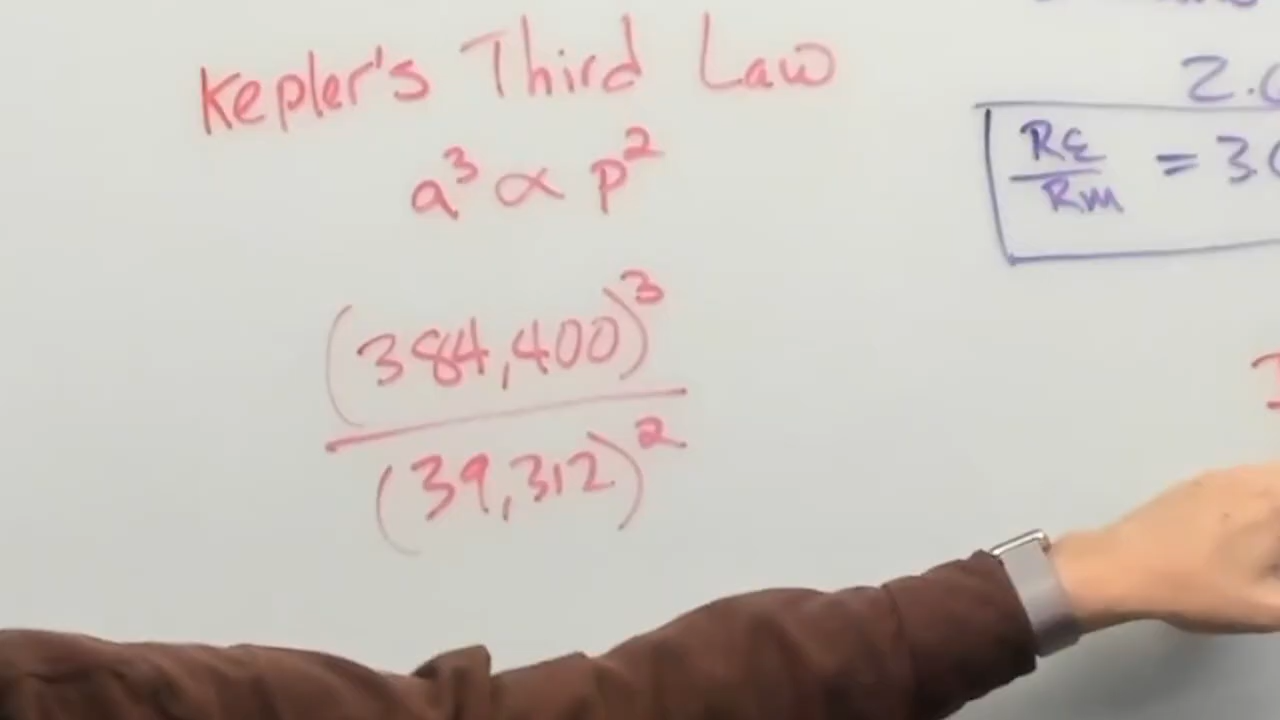 Kepler's Third Law
a³ ∝ p²
(384,400)³
(39,312)²
2.
RE
RM
= 3.